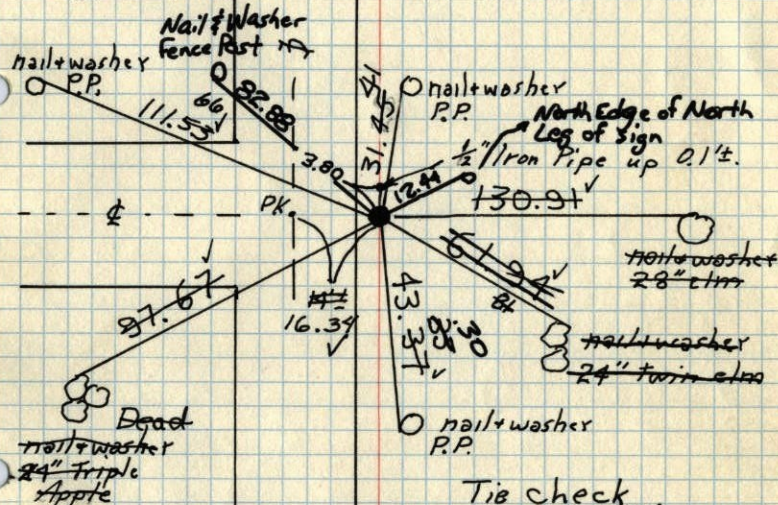 Nail & Washer
Fence Post
nail+washer
P.P.
82.88
66
111.53
31.45 41
nail+washer
P.P.
North Edge of North
Leg of Sign
1/2" Iron Pipe up 0.1'±.
3.80
12.44
130.91
℄
PK.
nail+washer
28" elm
97.67
14'±
16.34
61.94
84
43.37
30
nail+washer
24" twin elm
Dead
nail+washer
24" Triple
Apple
nail+washer
P.P.
Tie check